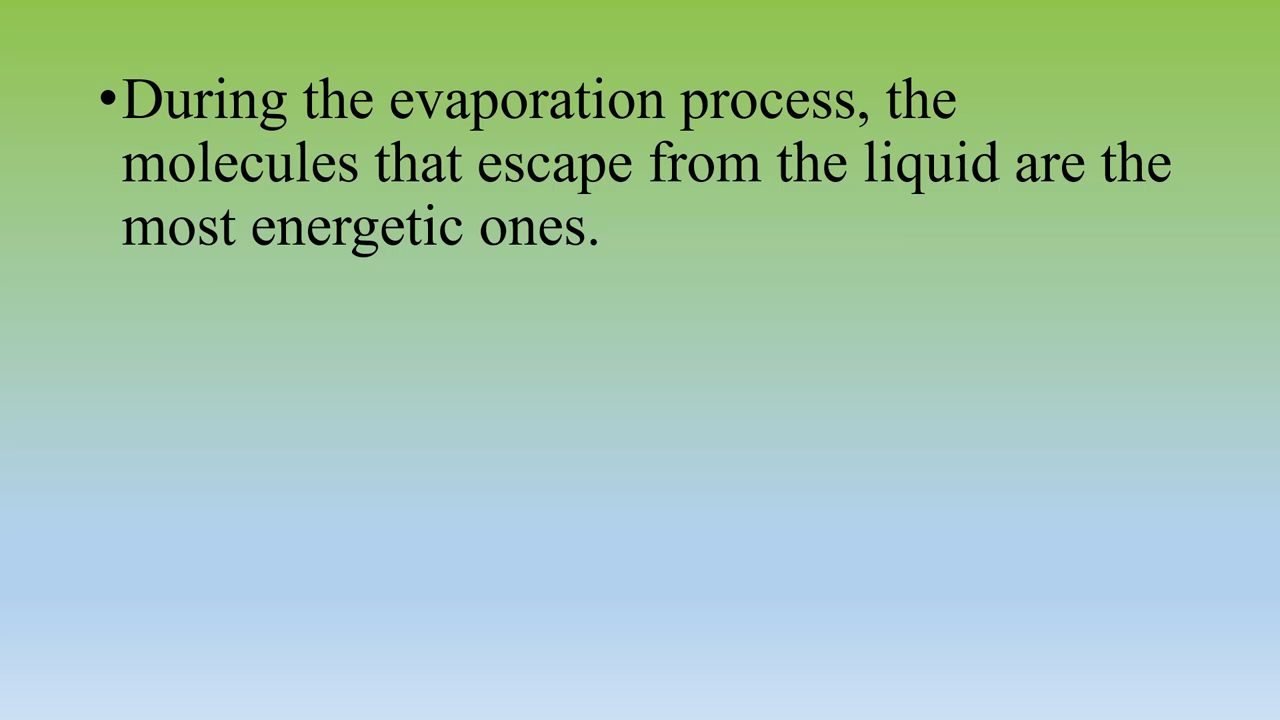 •During the evaporation process, the
molecules that escape from the liquid are the
most energetic ones.